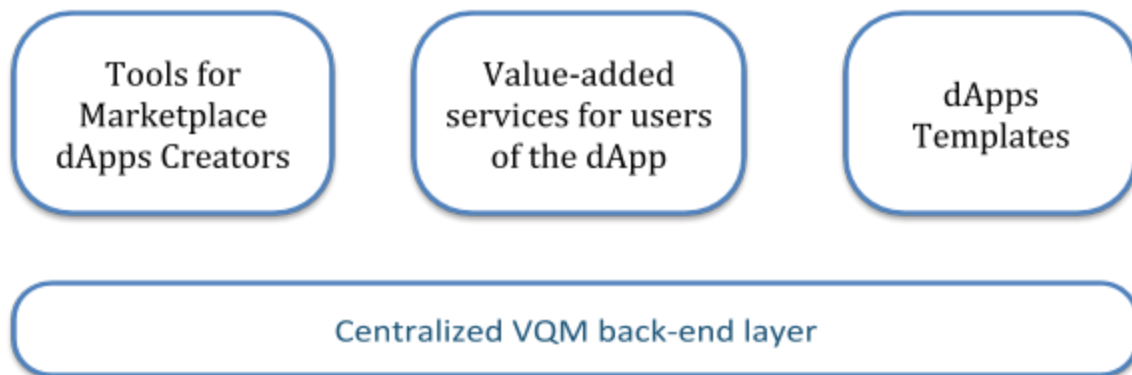 Tools for
Marketplace
dApps Creators
Value-added
services for users
of the dApp
dApps
Templates
Centralized VQM back-end layer